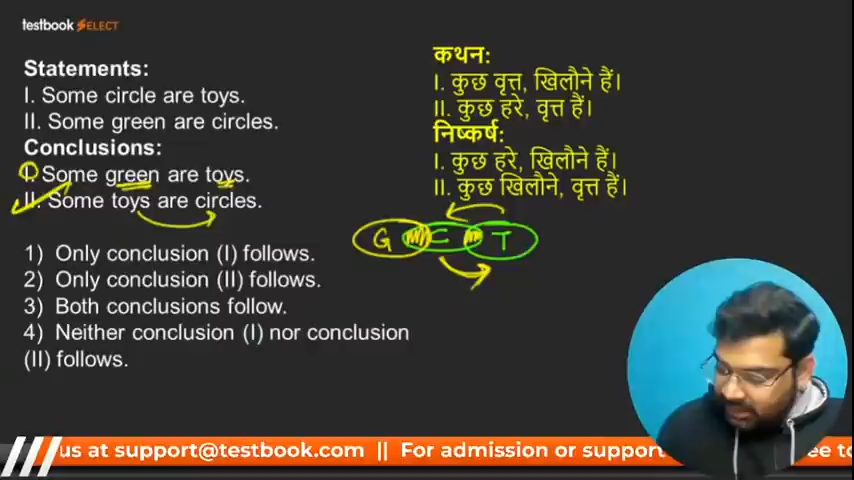 testbook SELECT
Statements:
I. Some circle are toys.
II. Some green are circles.
Conclusions:
I. Some green are toys.
II. Some toys are circles.
1) Only conclusion (I) follows.
2) Only conclusion (II) follows.
3) Both conclusions follow.
4) Neither conclusion (I) nor conclusion
(II) follows.
कथन:
I. कुछ वृत्त, खिलौने हैं।
II. कुछ हरे, वृत्त हैं।
निष्कर्ष:
I. कुछ हरे, खिलौने हैं।
II. कुछ खिलौने, वृत्त हैं।
G C T
us at support@testbook.com || For admission or support